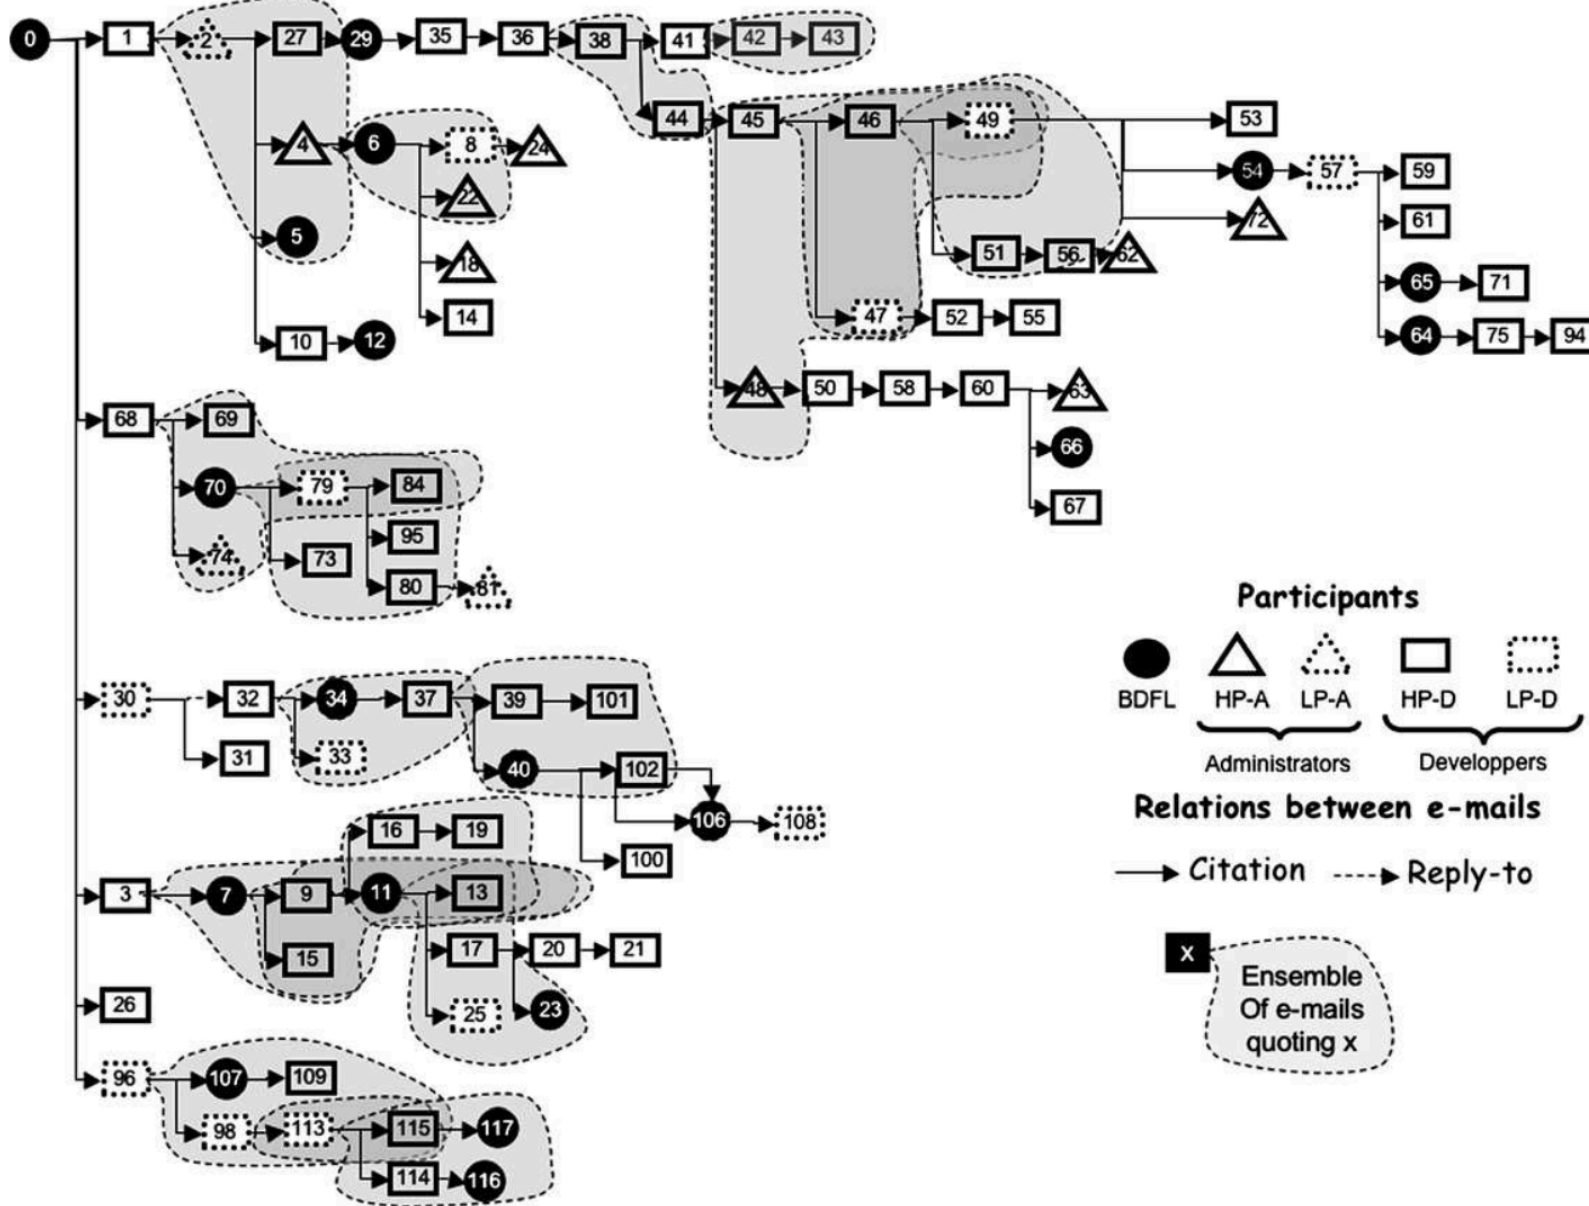 0 1 2 27 29 35 36 38 41 42 43
44 45 46 49 53
4 6 8 24
54 57 59
22
72 61
5
18
51 56 62
65 71
14
47 52 55
10 12
64 75 94
48 50 58 60 63
68 69
66
70 79 84
67
95
74 73
80 81
Participants
BDFL HP-A LP-A HP-D LP-D
Administrators Developpers
Relations between e-mails
Citation Reply-to
x
Ensemble
Of e-mails
quoting x
30 32 34 37 39 101
31 33 40 102
106 108
16 19
100
3 7 9 11 13
15 17 20 21
26 25 23
96 107 109
98 113 115 117
114 116